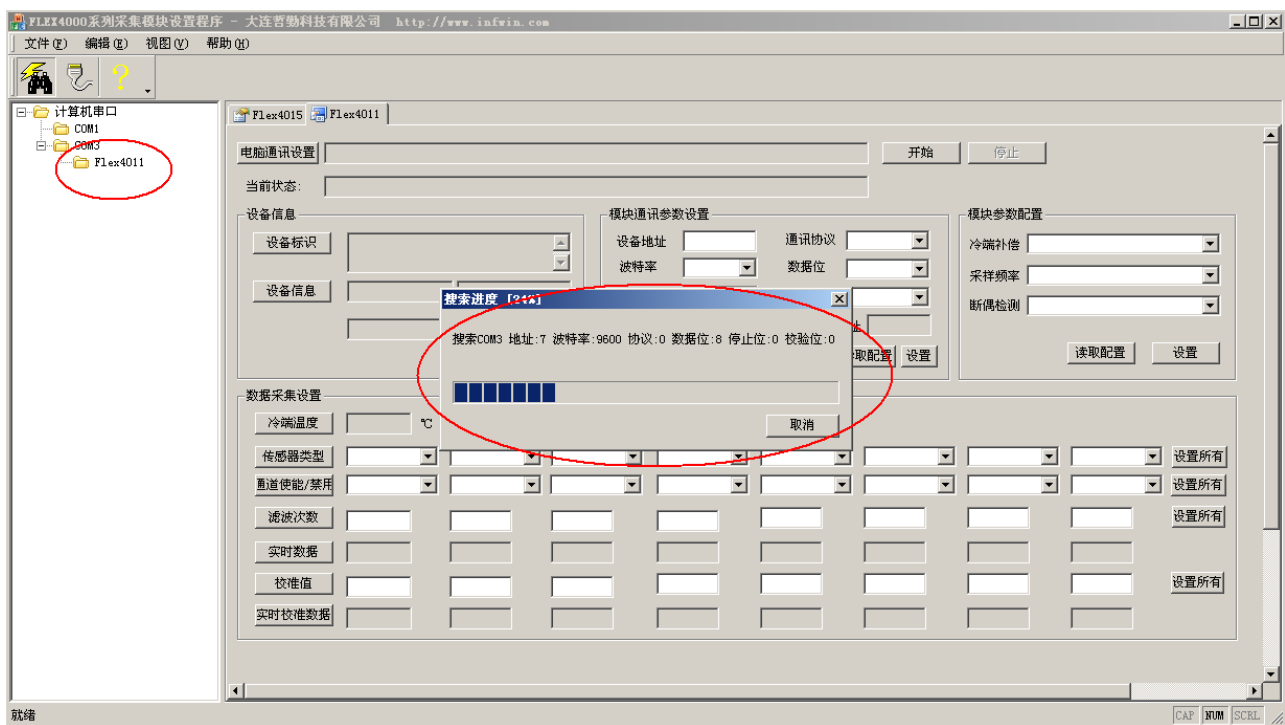 FLEX4000系列采集模块设置程序 - 大连哲勤科技有限公司 http://www.infwin.com
文件(F) 编辑(E) 视图(V) 帮助(H)
计算机串口
COM1
COM3
Flex4011
Flex4015 Flex4011
电脑通讯设置 开始 停止
当前状态:
设备信息
设备标识
设备信息
模块通讯参数设置
设备地址 通讯协议
波特率 数据位
取配置 设置
模块参数配置
冷端补偿
采样频率
断偶检测
读取配置 设置
搜索进度 [24%]
搜索COM3 地址:7 波特率:9600 协议:0 数据位:8 停止位:0 校验位:0
取消
数据采集设置
冷端温度 ℃
传感器类型 设置所有
通道使能/禁用 设置所有
滤波次数 设置所有
实时数据
校准值 设置所有
实时校准数据
就绪 CAP NUM SCRL